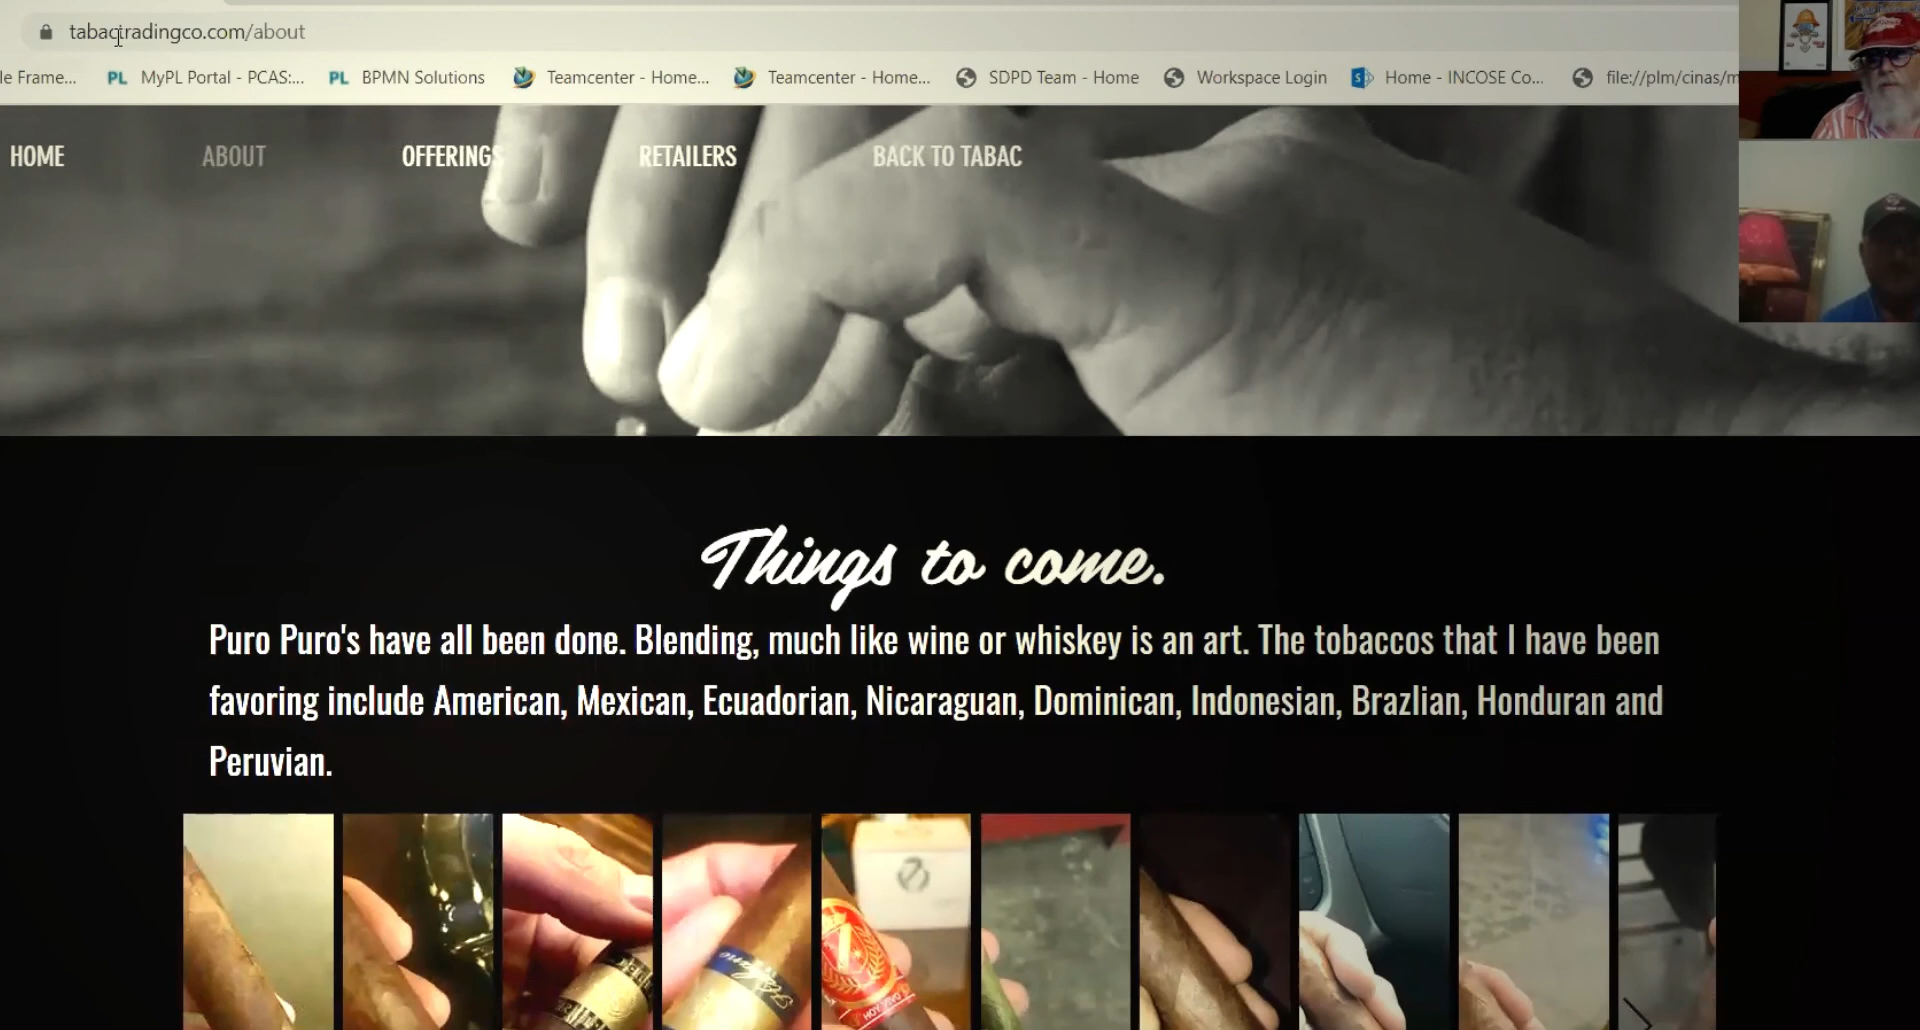 tabactradingco.com/about
le Frame...
MyPL Portal - PCAS:...
BPMN Solutions
Teamcenter - Home...
Teamcenter - Home...
SDPD Team - Home
Workspace Login
Home - INCOSE Co...
file://plm/cinas/m
HOME
ABOUT
OFFERINGS
RETAILERS
BACK TO TABAC
Things to come.
Puro Puro's have all been done. Blending, much like wine or whiskey is an art. The tobaccos that I have been
favoring include American, Mexican, Ecuadorian, Nicaraguan, Dominican, Indonesian, Brazlian, Honduran and
Peruvian.